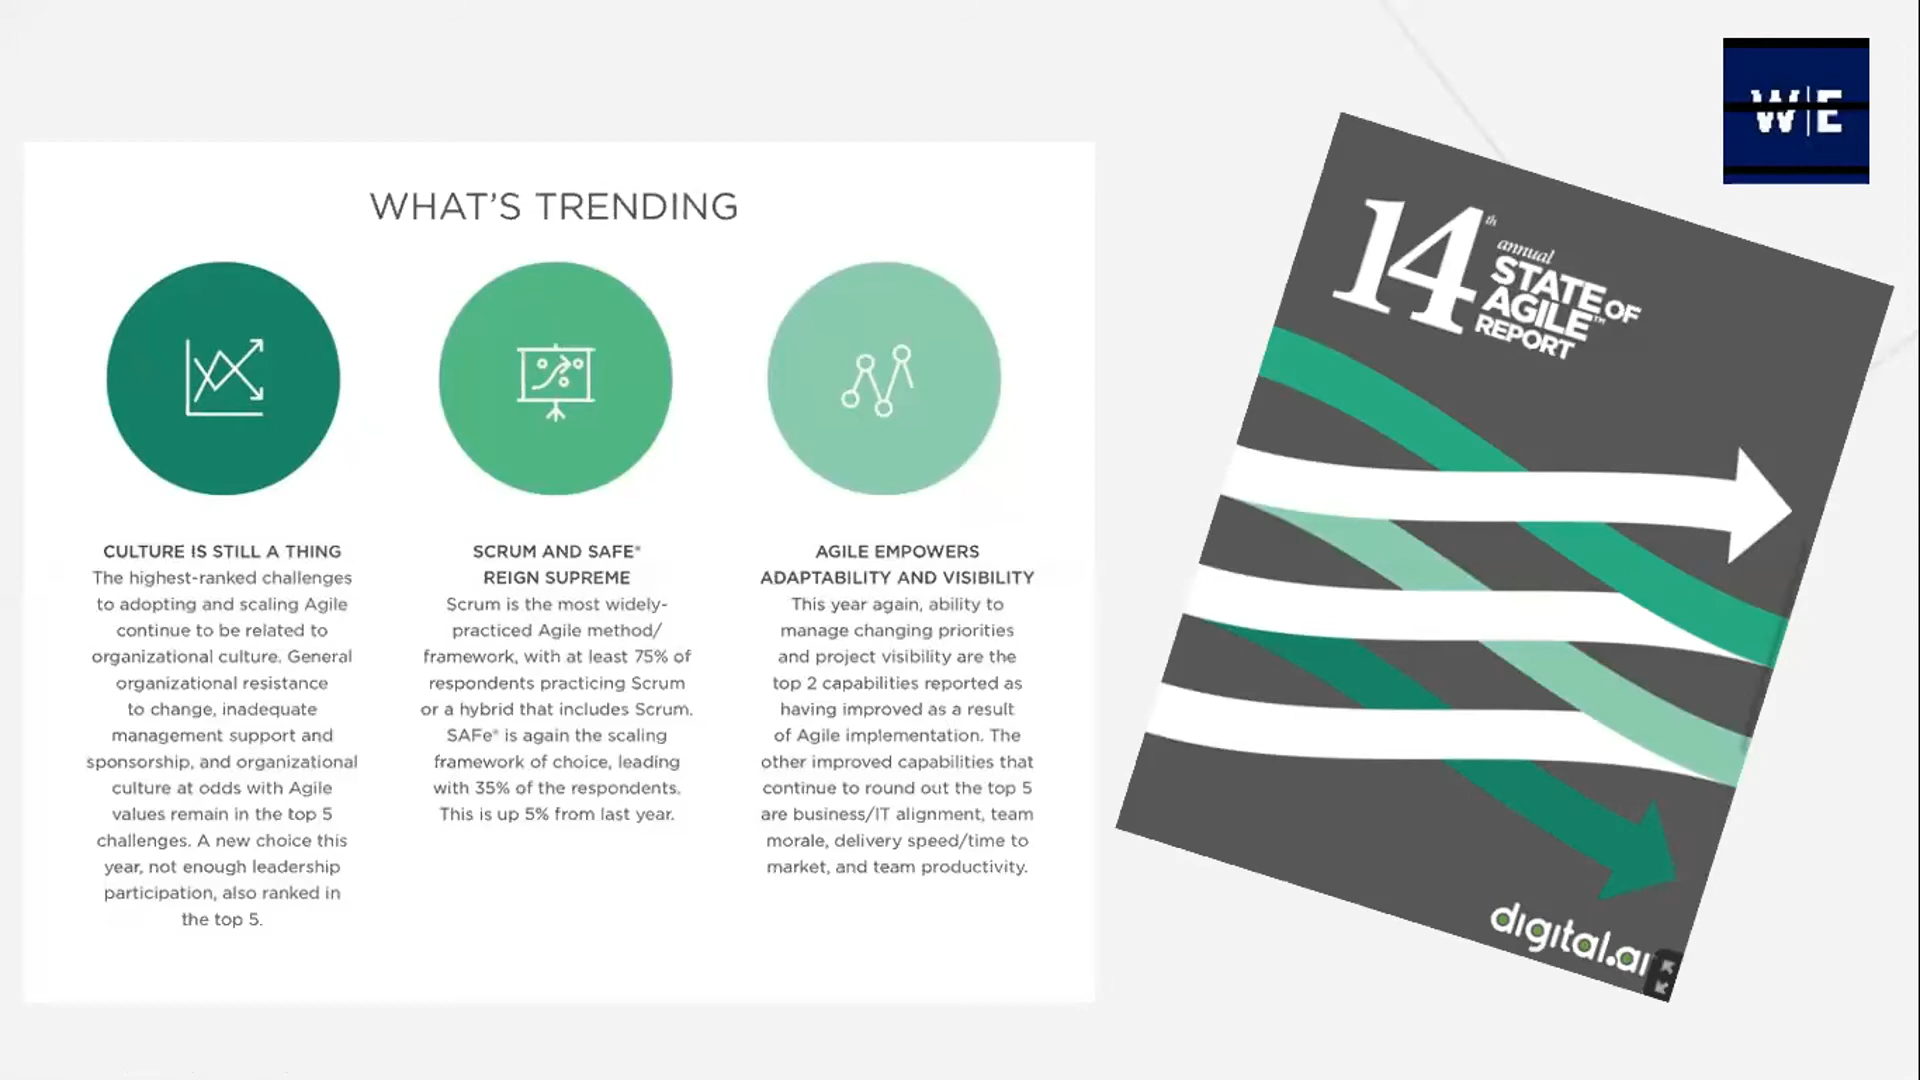 WHAT'S TRENDING
CULTURE IS STILL A THING
The highest-ranked challenges
to adopting and scaling Agile
continue to be related to
organizational culture. General
organizational resistance
to change, inadequate
management support and
sponsorship, and organizational
culture at odds with Agile
values remain in the top 5
challenges. A new choice this
year, not enough leadership
participation, also ranked in
the top 5.
SCRUM AND SAFE®
REIGN SUPREME
Scrum is the most widely-
practiced Agile method/
framework, with at least 75% of
respondents practicing Scrum
or a hybrid that includes Scrum.
SAFe® is again the scaling
framework of choice, leading
with 35% of the respondents.
This is up 5% from last year.
AGILE EMPOWERS
ADAPTABILITY AND VISIBILITY
This year again, ability to
manage changing priorities
and project visibility are the
top 2 capabilities reported as
having improved as a result
of Agile implementation. The
other improved capabilities that
continue to round out the top 5
are business/IT alignment, team
morale, delivery speed/time to
market, and team productivity.
W|E
14th annual
STATE OF
AGILE™
REPORT
digital.ai